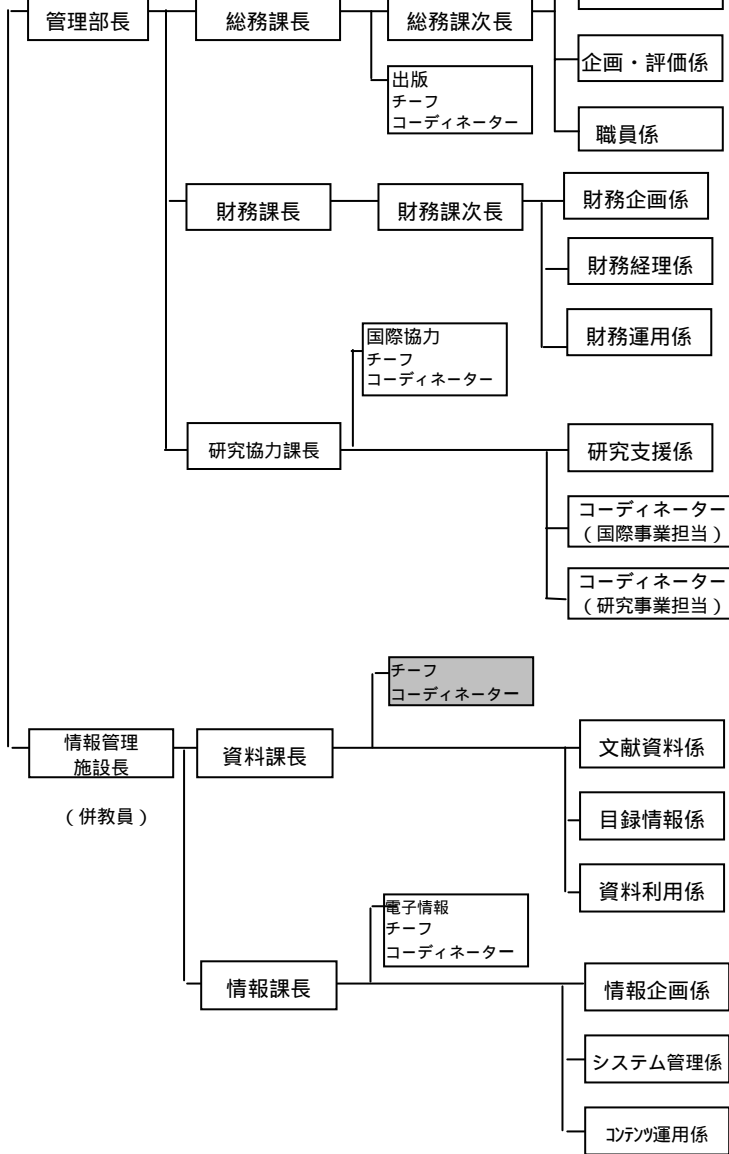 管理部長
総務課長
総務課次長
企画・評価係
出版
チーフ
コーディネーター
職員係
財務課長
財務課次長
財務企画係
財務経理係
財務運用係
国際協力
チーフ
コーディネーター
研究協力課長
研究支援係
コーディネーター
（国際事業担当）
コーディネーター
（研究事業担当）
チーフ
コーディネーター
情報管理
施設長
（併教員）
資料課長
文献資料係
目録情報係
資料利用係
電子情報
チーフ
コーディネーター
情報課長
情報企画係
システム管理係
ｺﾝﾃﾝﾂ運用係